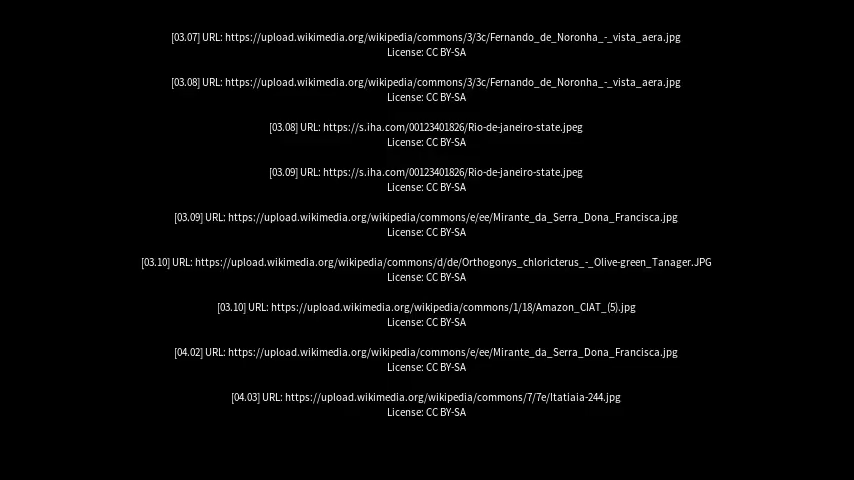 [03.07] URL: https://upload.wikimedia.org/wikipedia/commons/3/3c/Fernando_de_Noronha_-_vista_aera.jpg
License: CC BY-SA
[03.08] URL: https://upload.wikimedia.org/wikipedia/commons/3/3c/Fernando_de_Noronha_-_vista_aera.jpg
License: CC BY-SA
[03.08] URL: https://s.iha.com/00123401826/Rio-de-janeiro-state.jpeg
License: CC BY-SA
[03.09] URL: https://s.iha.com/00123401826/Rio-de-janeiro-state.jpeg
License: CC BY-SA
[03.09] URL: https://upload.wikimedia.org/wikipedia/commons/e/ee/Mirante_da_Serra_Dona_Francisca.jpg
License: CC BY-SA
[03.10] URL: https://upload.wikimedia.org/wikipedia/commons/d/de/Orthogonys_chloricterus_-_Olive-green_Tanager.JPG
License: CC BY-SA
[03.10] URL: https://upload.wikimedia.org/wikipedia/commons/1/18/Amazon_CIAT_(5).jpg
License: CC BY-SA
[04.02] URL: https://upload.wikimedia.org/wikipedia/commons/e/ee/Mirante_da_Serra_Dona_Francisca.jpg
License: CC BY-SA
[04.03] URL: https://upload.wikimedia.org/wikipedia/commons/7/7e/Itatiaia-244.jpg
License: CC BY-SA